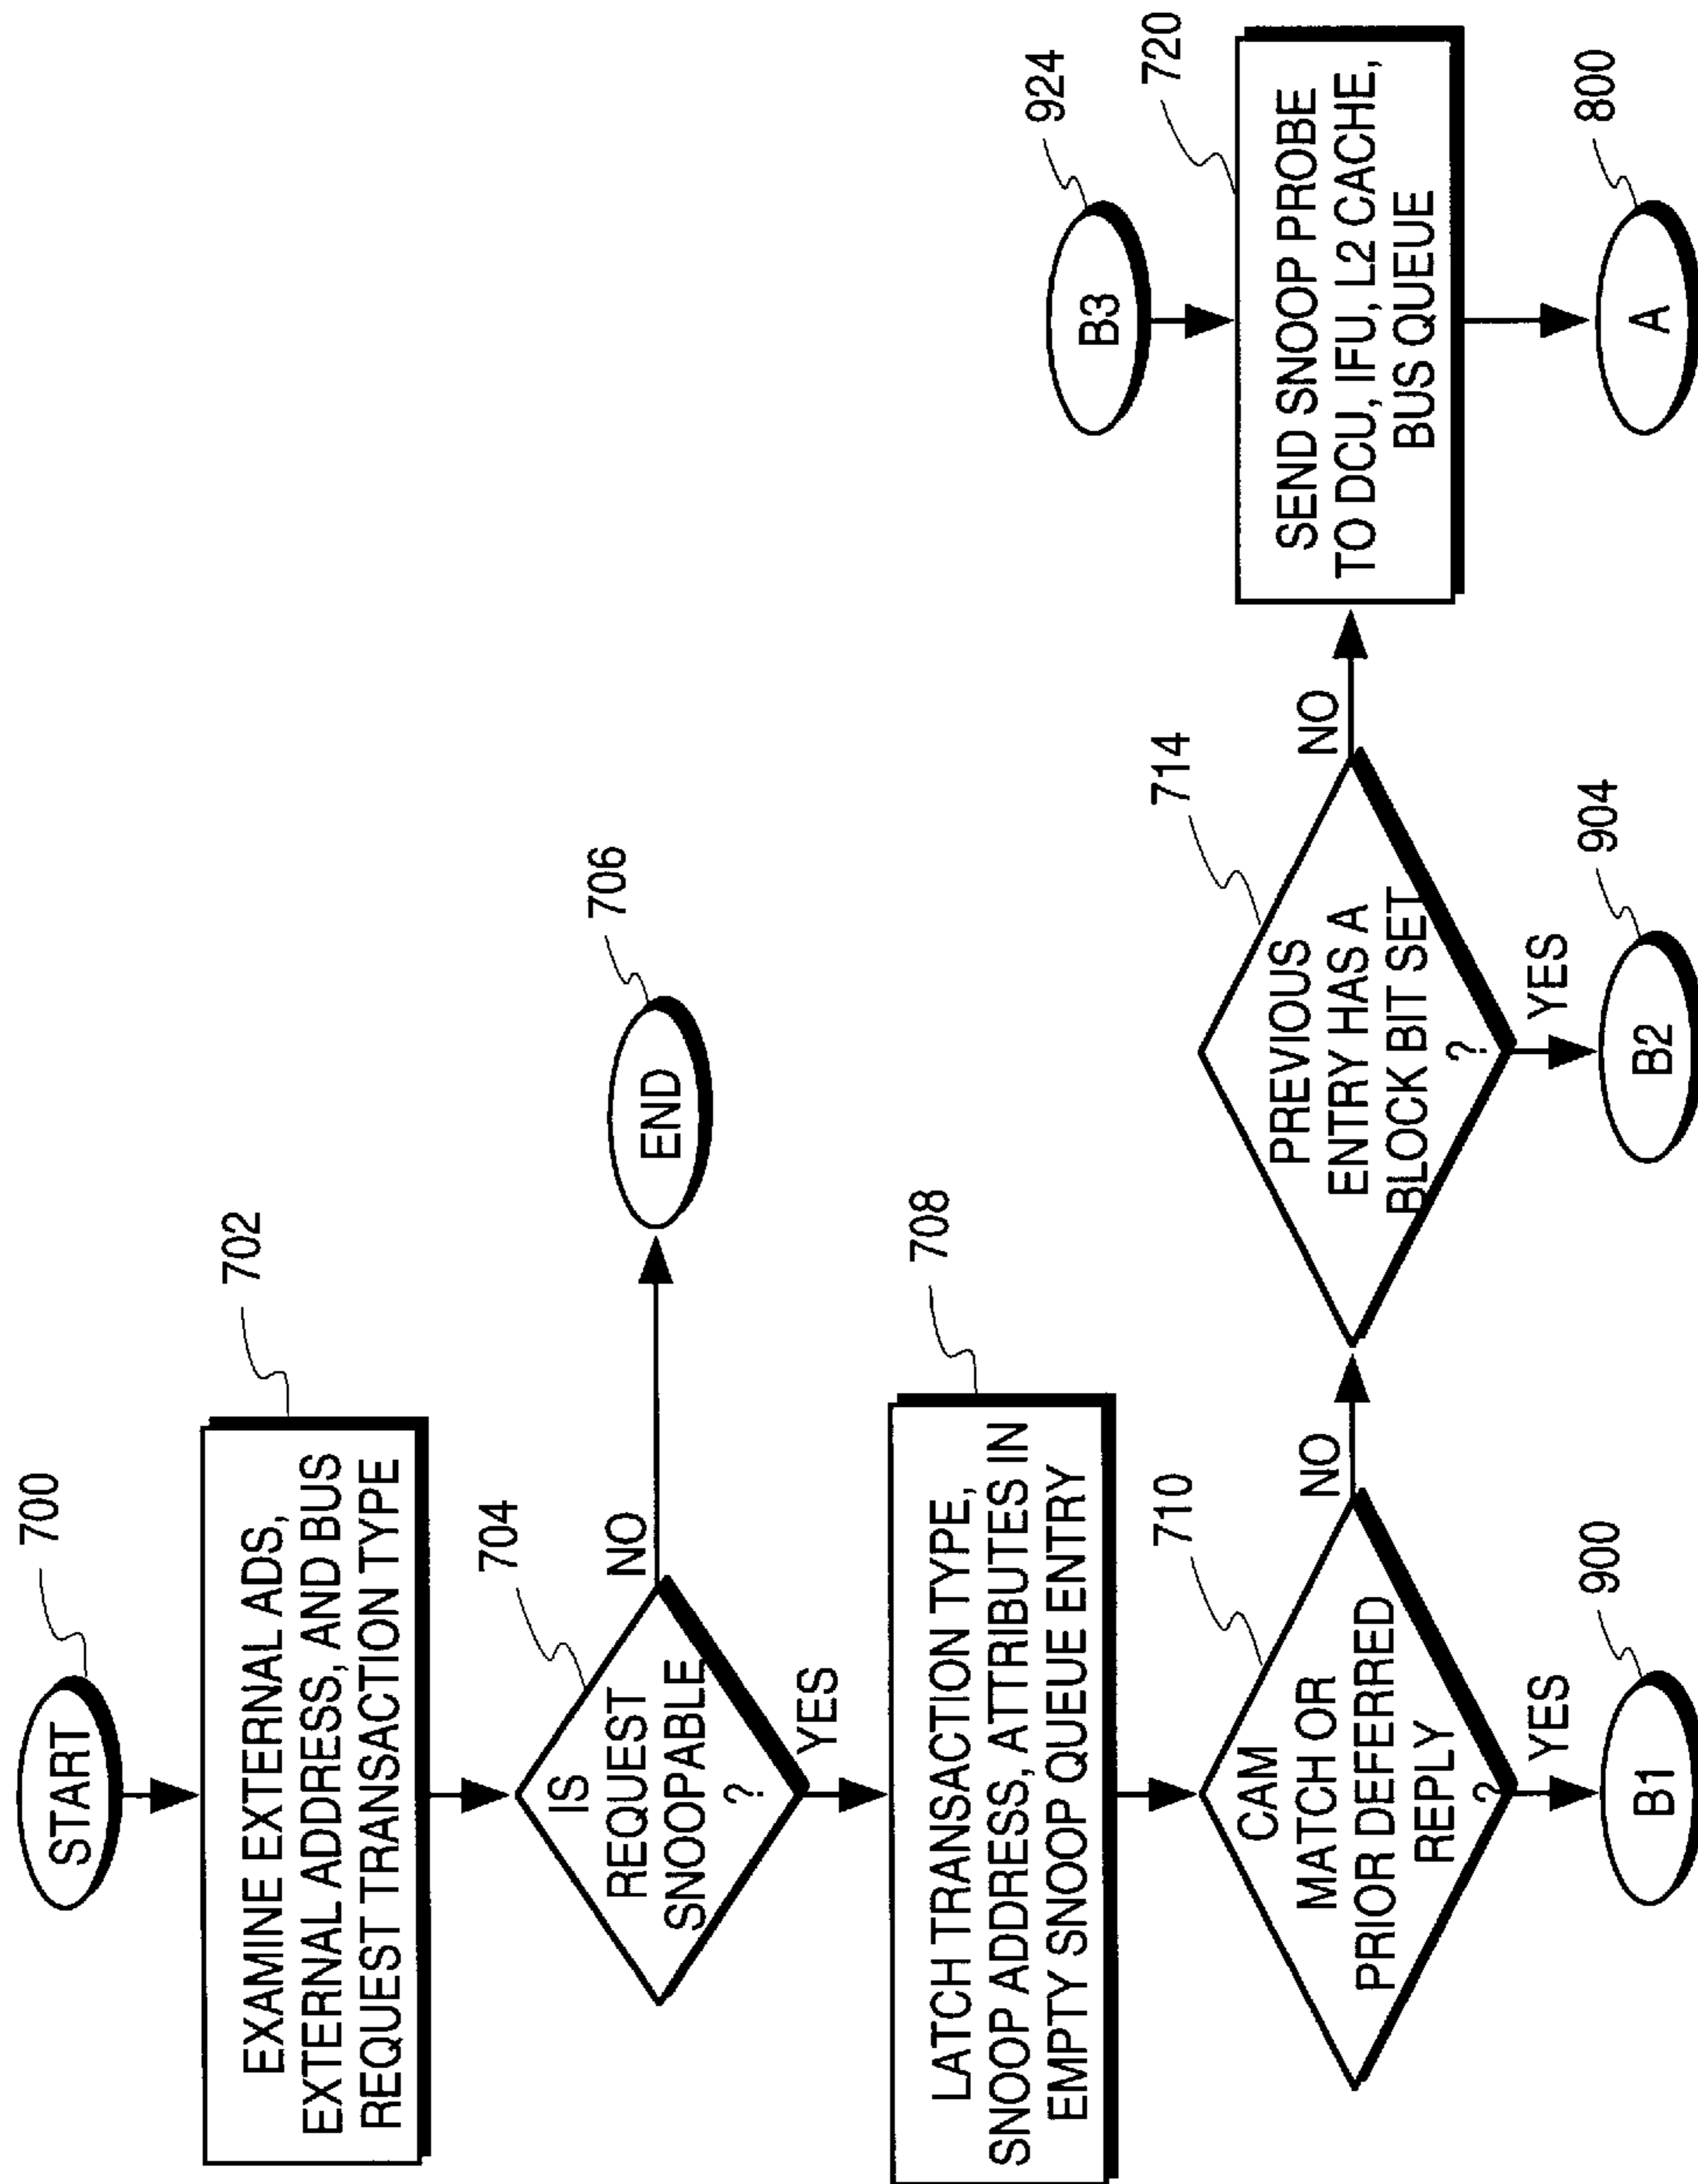 START
700
EXAMINE EXTERNAL ADS,
EXTERNAL ADDRESS, AND BUS
REQUEST TRANSACTION TYPE
702
IS
REQUEST
SNOOPABLE
?
704
NO
END
706
YES
LATCH TRANSACTION TYPE,
SNOOP ADDRESS, ATTRIBUTES IN
EMPTY SNOOP QUEUE ENTRY
708
CAM
MATCH OR
PRIOR DEFERRED
REPLY
?
710
YES
B1
900
NO
PREVIOUS
ENTRY HAS A
BLOCK BIT SET
?
714
YES
B2
904
NO
B3
924
SEND SNOOP PROBE
TO DCU, IFU, L2 CACHE,
BUS QUEUE
720
A
800